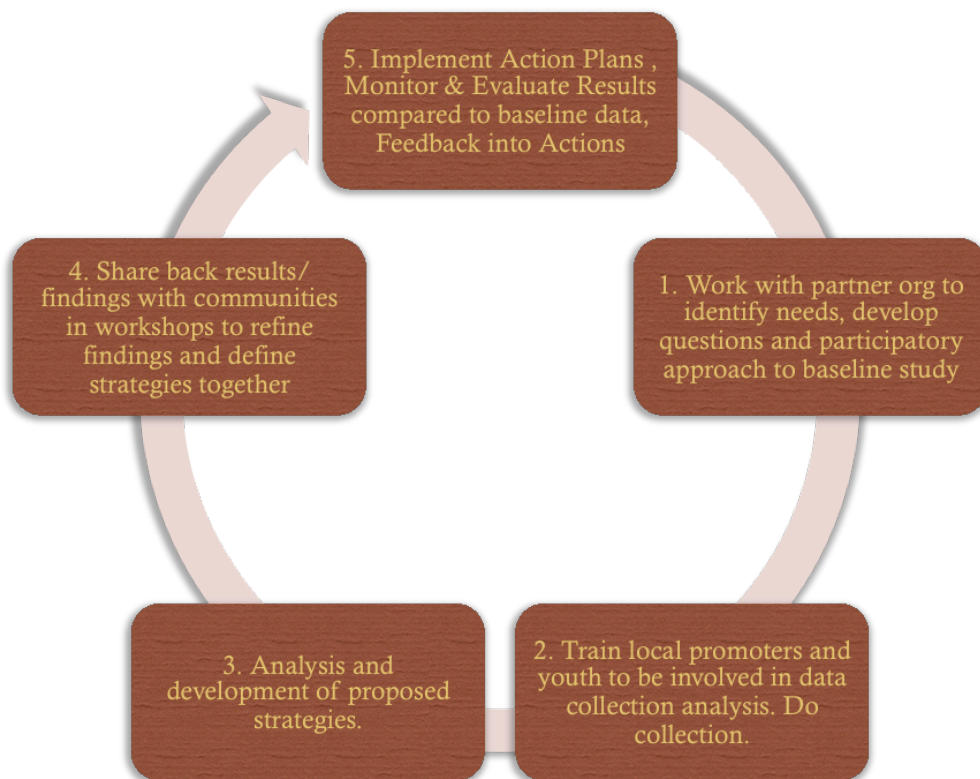 5. Implement Action Plans ,
Monitor & Evaluate Results
compared to baseline data,
Feedback into Actions
1. Work with partner org to
identify needs, develop
questions and participatory
approach to baseline study
2. Train local promoters and
youth to be involved in data
collection analysis. Do
collection.
3. Analysis and
development of proposed
strategies.
4. Share back results/
findings with communities
in workshops to refine
findings and define
strategies together